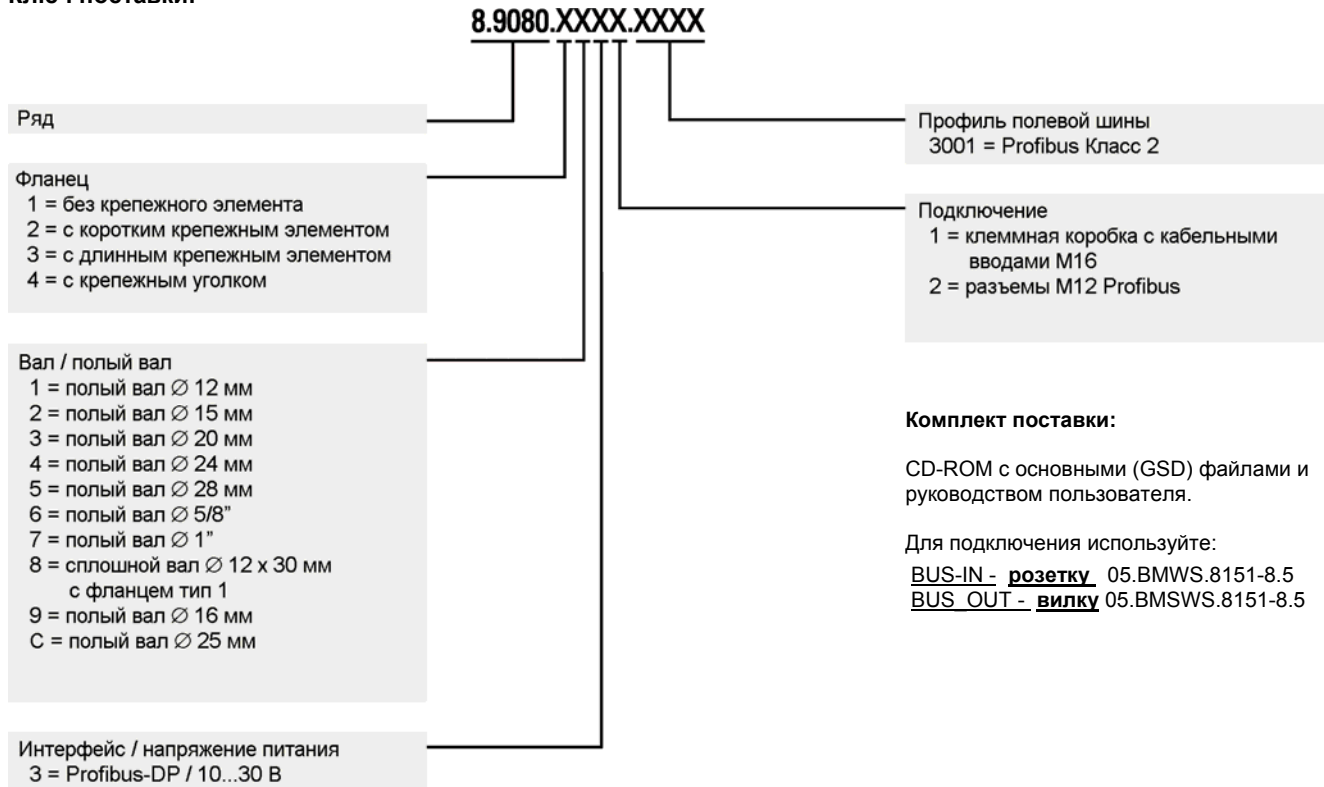 8.9080.XXXX.XXXX
Ряд
Фланец
1 = без крепежного элемента
2 = с коротким крепежным элементом
3 = с длинным крепежным элементом
4 = с крепежным уголком
Вал / полый вал
1 = полый вал ∅ 12 мм
2 = полый вал ∅ 15 мм
3 = полый вал ∅ 20 мм
4 = полый вал ∅ 24 мм
5 = полый вал ∅ 28 мм
6 = полый вал ∅ 5/8”
7 = полый вал ∅ 1”
8 = сплошной вал ∅ 12 x 30 мм
с фланцем тип 1
9 = полый вал ∅ 16 мм
C = полый вал ∅ 25 мм
Интерфейс / напряжение питания
3 = Profibus-DP / 10...30 В
Профиль полевой шины
3001 = Profibus Класс 2
Подключение
1 = клеммная коробка с кабельными
вводами M16
2 = разъемы M12 Profibus
Комплект поставки:
CD-ROM с основными (GSD) файлами и
руководством пользователя.
Для подключения используйте:
BUS-IN - розетку 05.BMWS.8151-8.5
BUS_OUT - вилку 05.BMSWS.8151-8.5